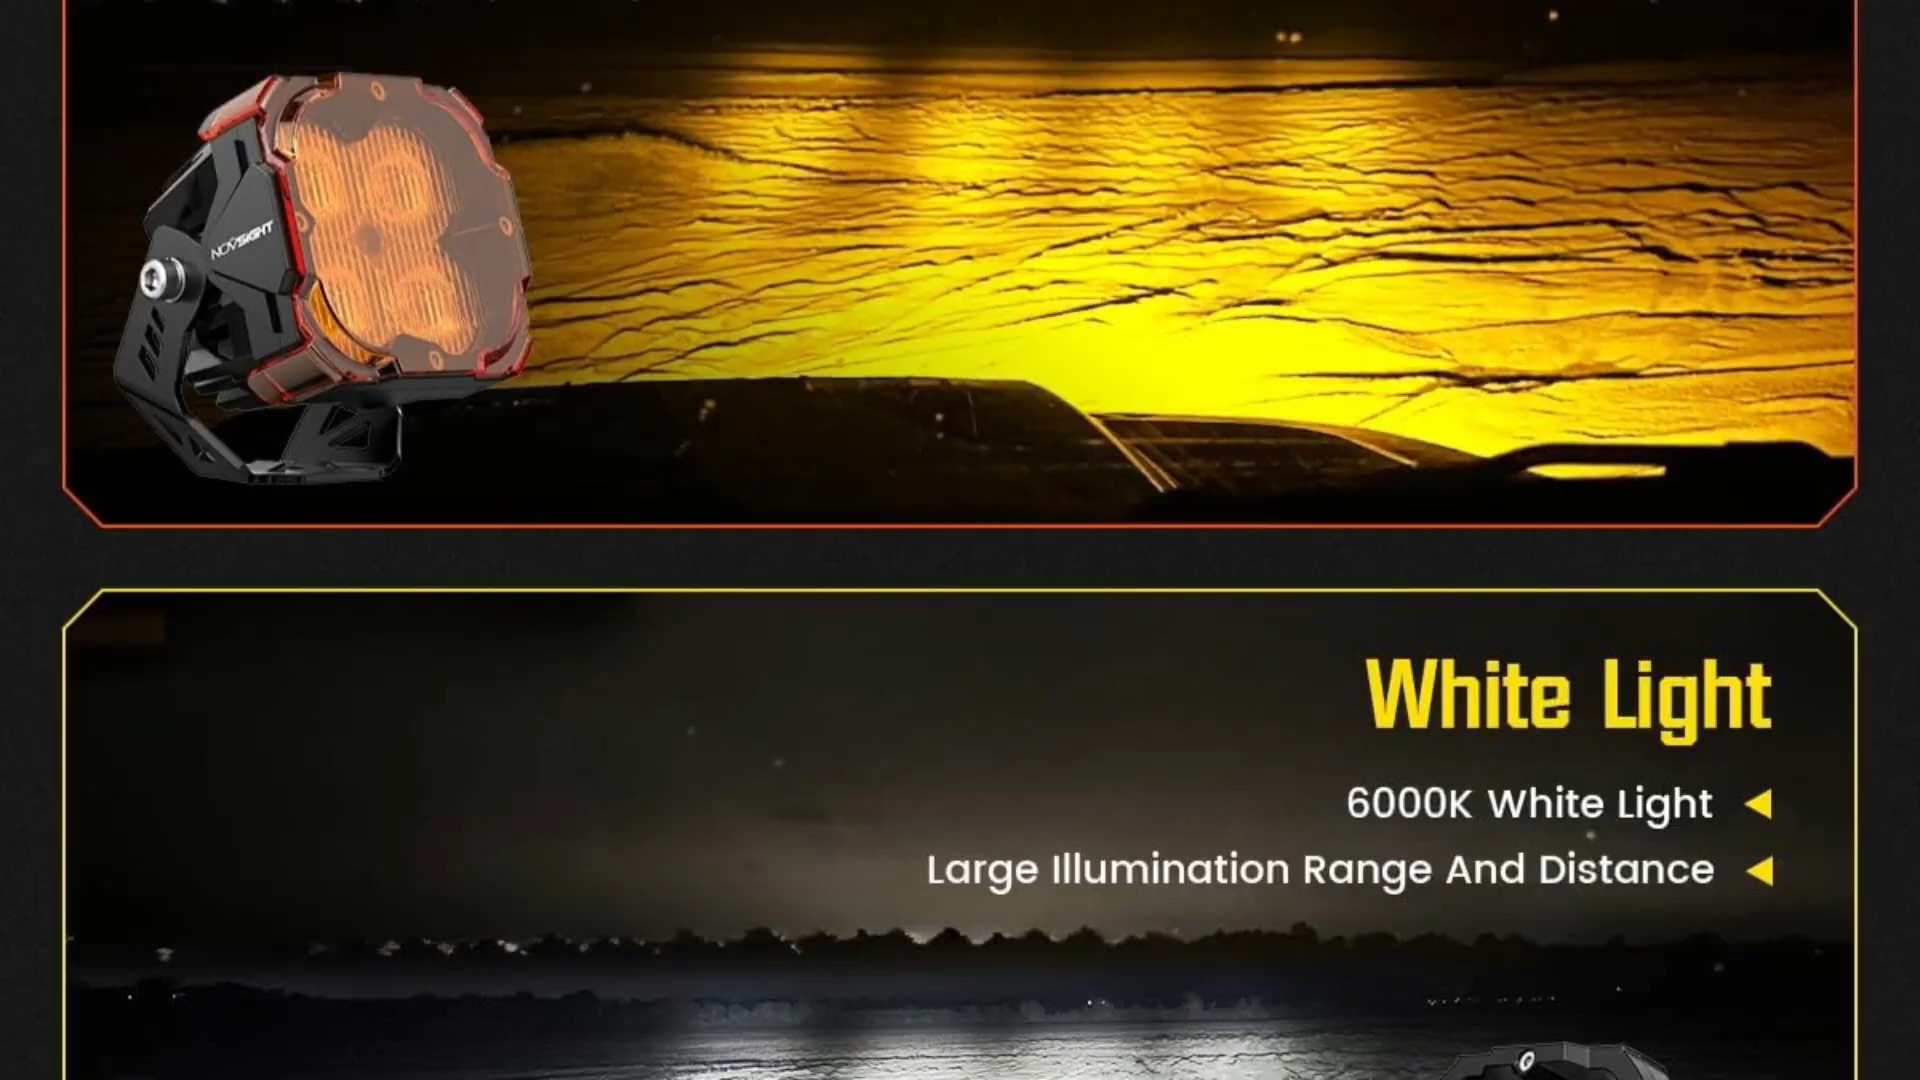 NOVSIGHT
White Light
6000K White Light
Large Illumination Range And Distance